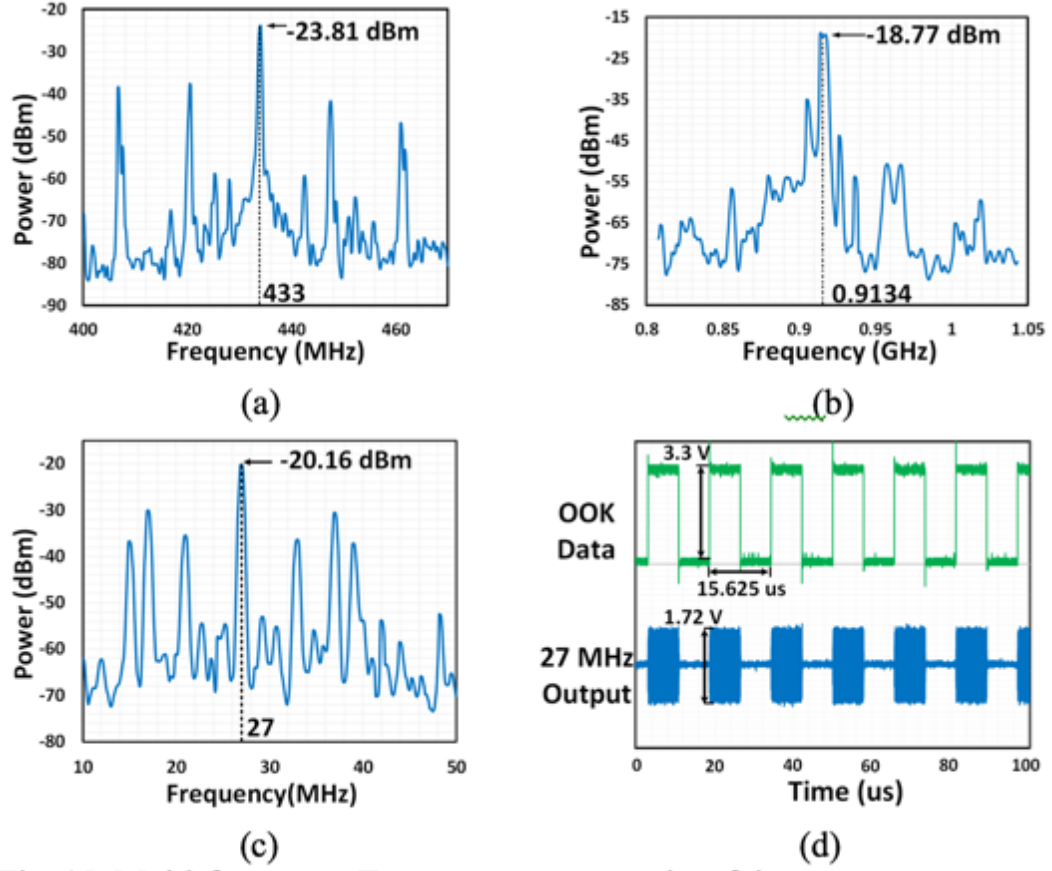 -20
-30
-40
-50
-60
-70
-80
-90
Power (dBm)
-23.81 dBm
433
400
420
440
460
Frequency (MHz)
(a)
-15
-25
-35
-45
-55
-65
-75
-85
Power (dBm)
-18.77 dBm
0.9134
0.8
0.85
0.9
0.95
1
1.05
Frequency (GHz)
(b)
-20
-30
-40
-50
-60
-70
-80
Power (dBm)
-20.16 dBm
27
10
20
30
40
50
Frequency(MHz)
(c)
OOK
Data
3.3 V
15.625 us
27 MHz
Output
1.72 V
0
20
40
60
80
100
Time (us)
(d)